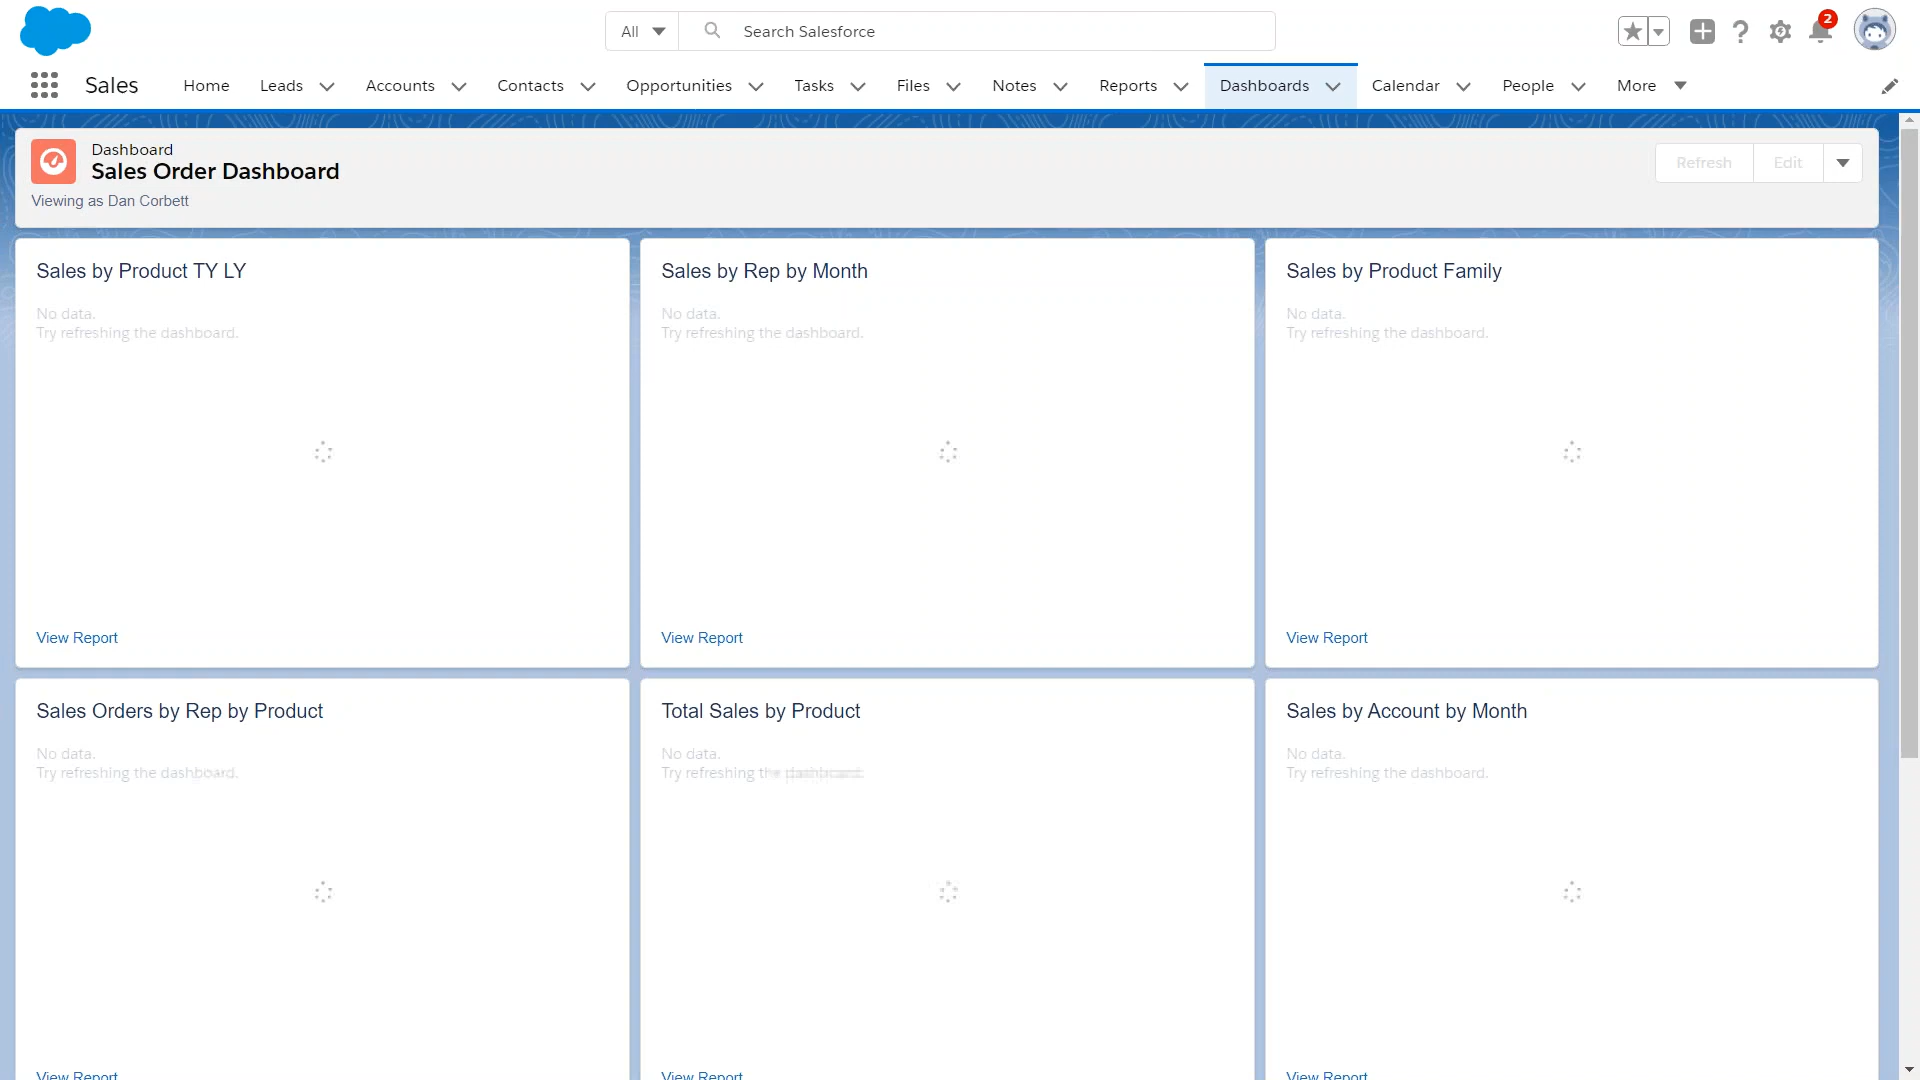 All
Search Salesforce
2
Sales
Home
Leads
Accounts
Contacts
Opportunities
Tasks
Files
Notes
Reports
Dashboards
Calendar
People
More
Dashboard
Sales Order Dashboard
Viewing as Dan Corbett
Refresh
Edit
Sales by Product TY LY
No data.
Try refreshing the dashboard.
View Report
Sales by Rep by Month
No data.
Try refreshing the dashboard.
View Report
Sales by Product Family
No data.
Try refreshing the dashboard.
View Report
Sales Orders by Rep by Product
No data.
Try refreshing the dashboard.
View Report
Total Sales by Product
No data.
Try refreshing the dashboard.
View Report
Sales by Account by Month
No data.
Try refreshing the dashboard.
View Report